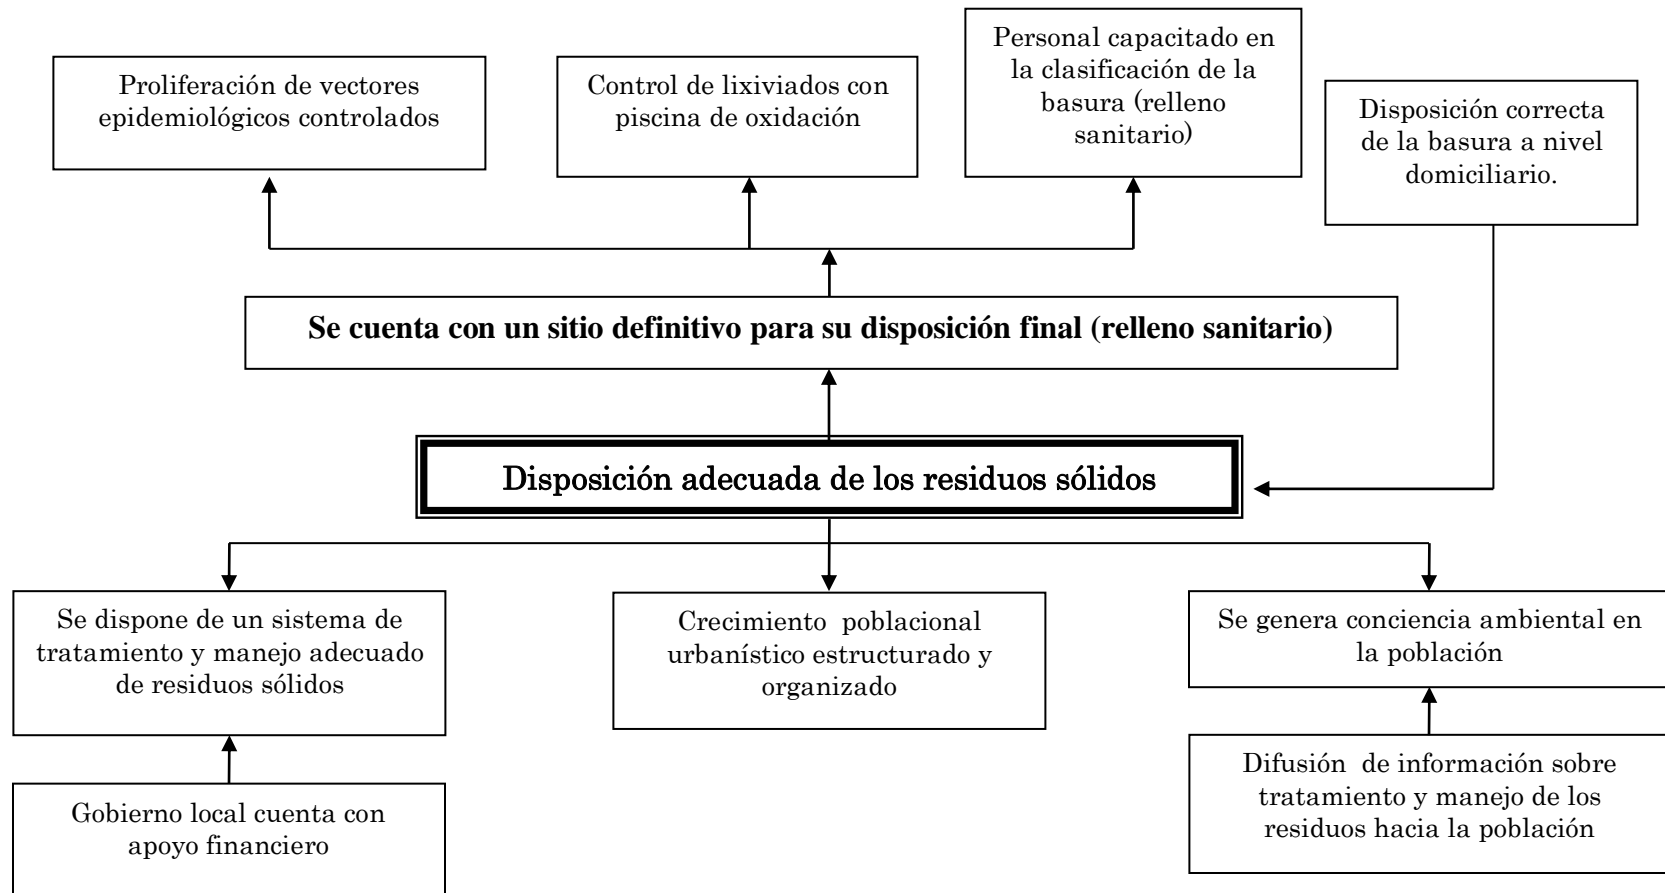 Proliferación de vectores
epidemiológicos controlados
Control de lixiviados con
piscina de oxidación
Personal capacitado en
la clasificación de la
basura (relleno
sanitario)
Disposición correcta
de la basura a nivel
domiciliario.
Se cuenta con un sitio definitivo para su disposición final (relleno sanitario)
Disposición adecuada de los residuos sólidos
Se dispone de un sistema de
tratamiento y manejo adecuado
de residuos sólidos
Crecimiento poblacional
urbanístico estructurado y
organizado
Se genera conciencia ambiental en
la población
Gobierno local cuenta con
apoyo financiero
Difusión de información sobre
tratamiento y manejo de los
residuos hacia la población